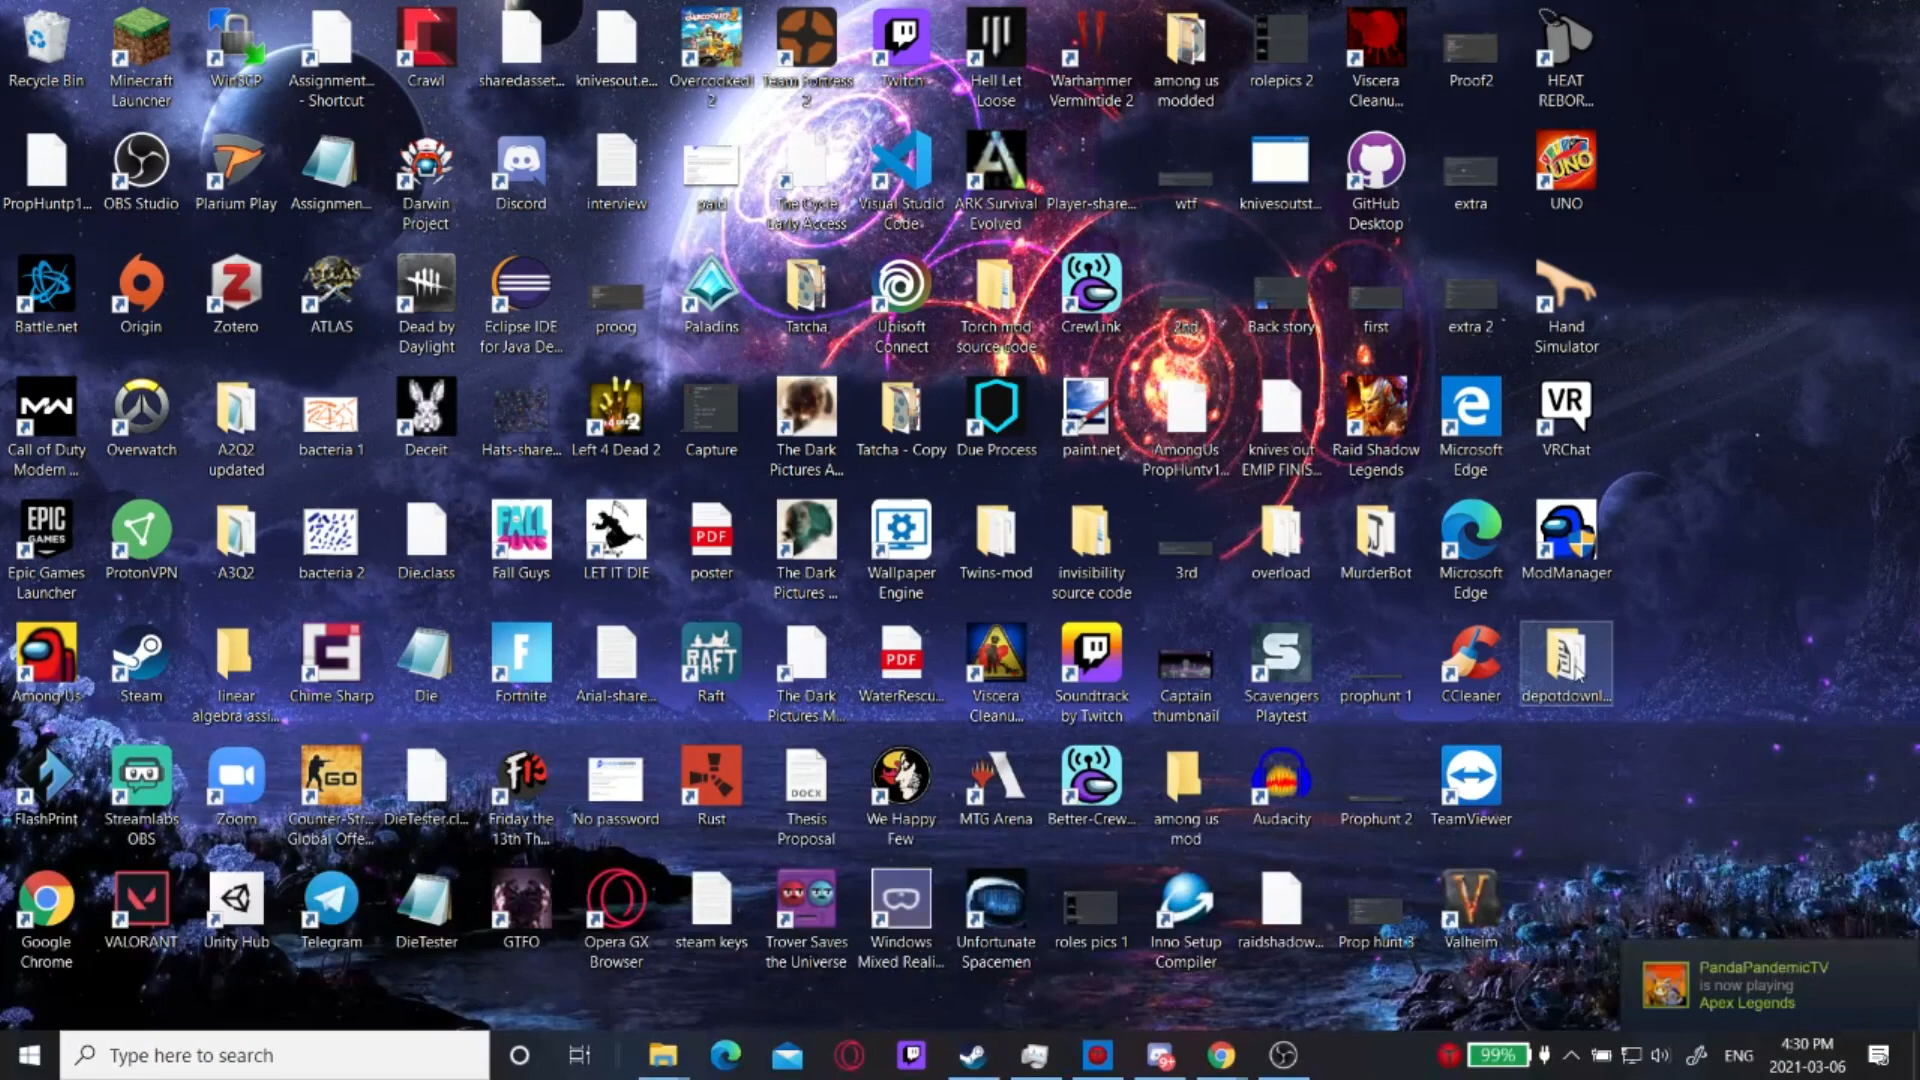 Recycle Bin
Minecraft
Launcher
WinSCP
Assignment...
- Shortcut
Crawl
sharedasset...
knivesout.e...
Overcooked!
2
Team Fortress
2
Twitch
Hell Let
Loose
Warhammer
Vermintide 2
among us
modded
rolepics 2
Viscera
Cleanu...
Proof2
HEAT
REBOR...
PropHuntp1...
OBS Studio
Plarium Play
Assignmen...
Darwin
Project
Discord
interview
paid
The Cycle
Early Access
Visual Studio
Code
ARK Survival
Evolved
Player-share...
wtf
knivesoutst...
GitHub
Desktop
extra
UNO
Battle.net
Origin
Zotero
ATLAS
Dead by
Daylight
Eclipse IDE
for Java De...
proog
Paladins
Tatcha
Ubisoft
Connect
Torch mod
source code
CrewLink
2nd
Back story
first
extra 2
Hand
Simulator
Call of Duty
Modern ...
Overwatch
A2Q2
updated
bacteria 1
Deceit
Hats-share...
Left 4 Dead 2
Capture
The Dark
Pictures A...
Tatcha - Copy
Due Process
paint.net
AmongUs
PropHuntv1...
knives out
EMIP FINIS...
Raid Shadow
Legends
Microsoft
Edge
VR
VRChat
EPIC
GAMES
Epic Games
Launcher
ProtonVPN
A3Q2
bacteria 2
Die.class
FALL
GUYS
Fall Guys
LET IT DIE
PDF
poster
The Dark
Pictures ...
Wallpaper
Engine
Twins-mod
invisibility
source code
3rd
overload
MurderBot
Microsoft
Edge
ModManager
Among Us
Steam
linear
algebra assi...
Chime Sharp
Die
Fortnite
Arial-share...
RAFT
Raft
The Dark
Pictures M...
PDF
WaterRescu...
Viscera
Cleanu...
Soundtrack
by Twitch
Captain
thumbnail
Scavengers
Playtest
prophunt 1
CCleaner
depotdownl...
FlashPrint
Streamlabs
OBS
Zoom
GO
Counter-Str...
Global Offe...
DieTester.cl...
F13
Friday the
13th Th...
No password
Rust
DOCX
Thesis
Proposal
We Happy
Few
MTG Arena
Better-Crew...
among us
mod
Audacity
Prophunt 2
TeamViewer
Google
Chrome
VALORANT
Unity Hub
Telegram
DieTester
GTFO
Opera GX
Browser
steam keys
Trover Saves
the Universe
Windows
Mixed Reali...
Unfortunate
Spacemen
roles pics 1
Inno Setup
Compiler
raidshadow...
Prop hunt 3
Valheim
PandaPandemicTV
is now playing
Apex Legends
Type here to search
99%
ENG
4:30 PM
2021-03-06